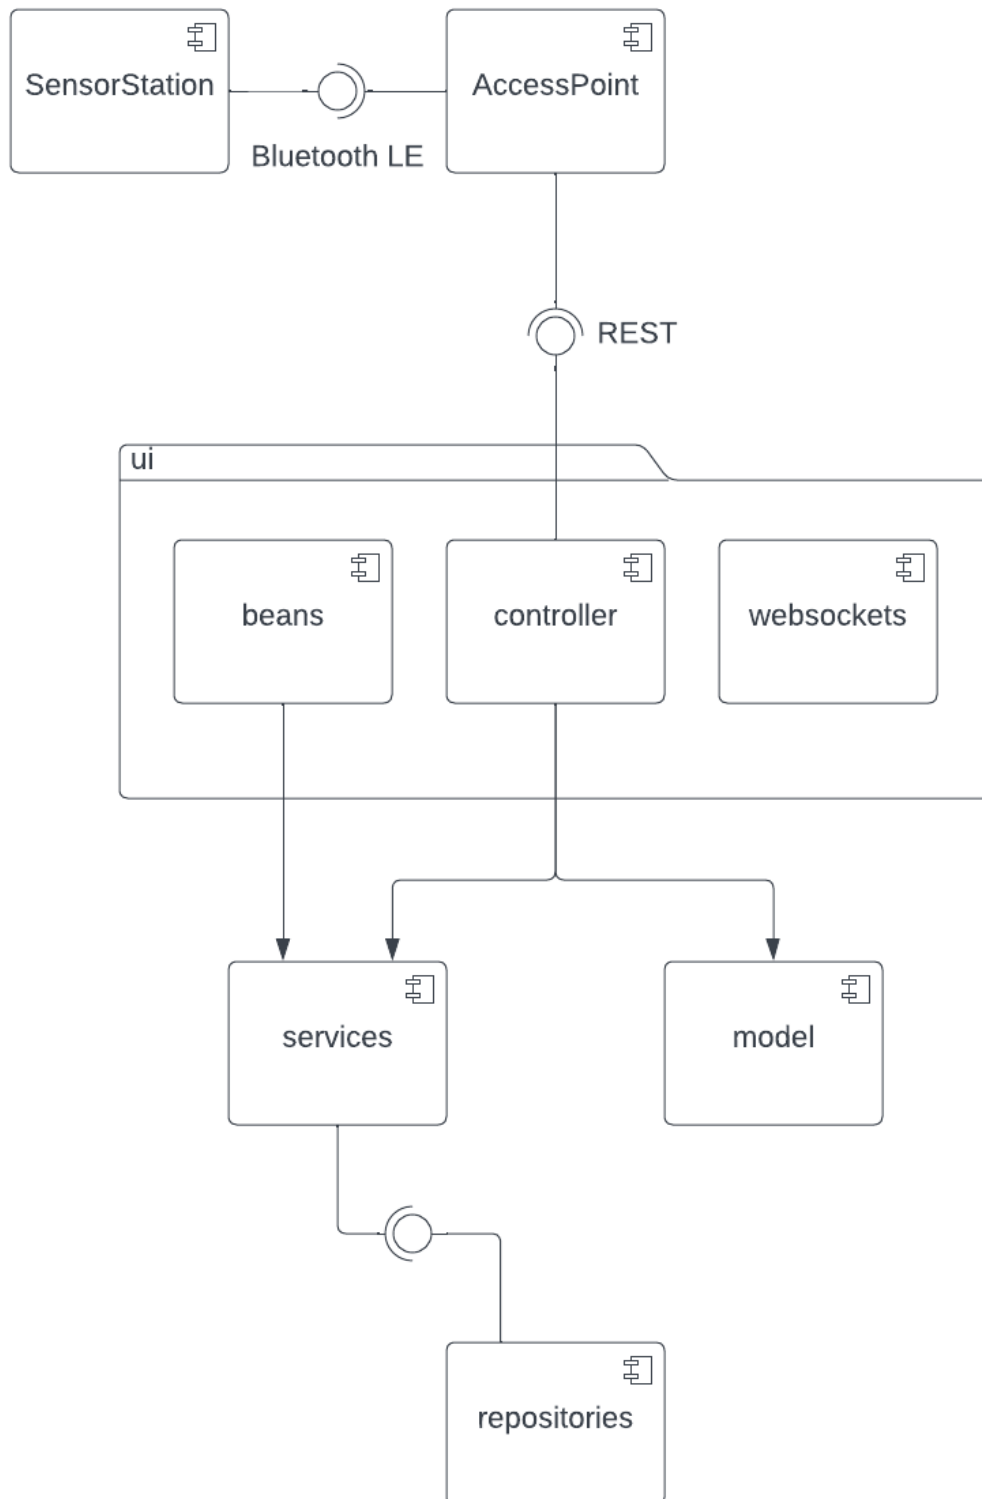 SensorStation
AccessPoint
Bluetooth LE
REST
ui
beans
controller
websockets
services
model
repositories